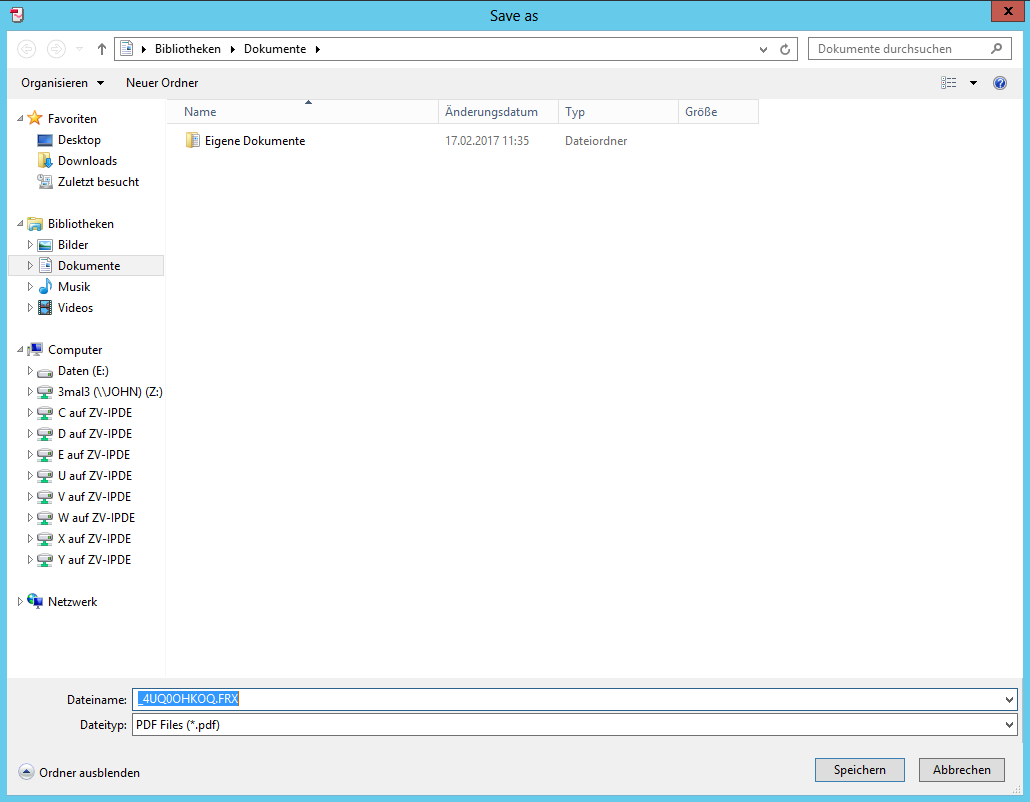 Save as
Bibliotheken Dokumente
Dokumente durchsuchen
Organisieren Neuer Ordner
Name Änderungsdatum Typ Größe
Eigene Dokumente 17.02.2017 11:35 Dateiordner
Favoriten
Desktop
Downloads
Zuletzt besucht
Bibliotheken
Bilder
Dokumente
Musik
Videos
Computer
Daten (E:)
3mal3 (\\JOHN) (Z:)
C auf ZV-IPDE
D auf ZV-IPDE
E auf ZV-IPDE
U auf ZV-IPDE
V auf ZV-IPDE
W auf ZV-IPDE
X auf ZV-IPDE
Y auf ZV-IPDE
Netzwerk
Dateiname: _4UQ0OHKOQ.FRX
Dateityp: PDF Files (*.pdf)
Ordner ausblenden
Speichern Abbrechen